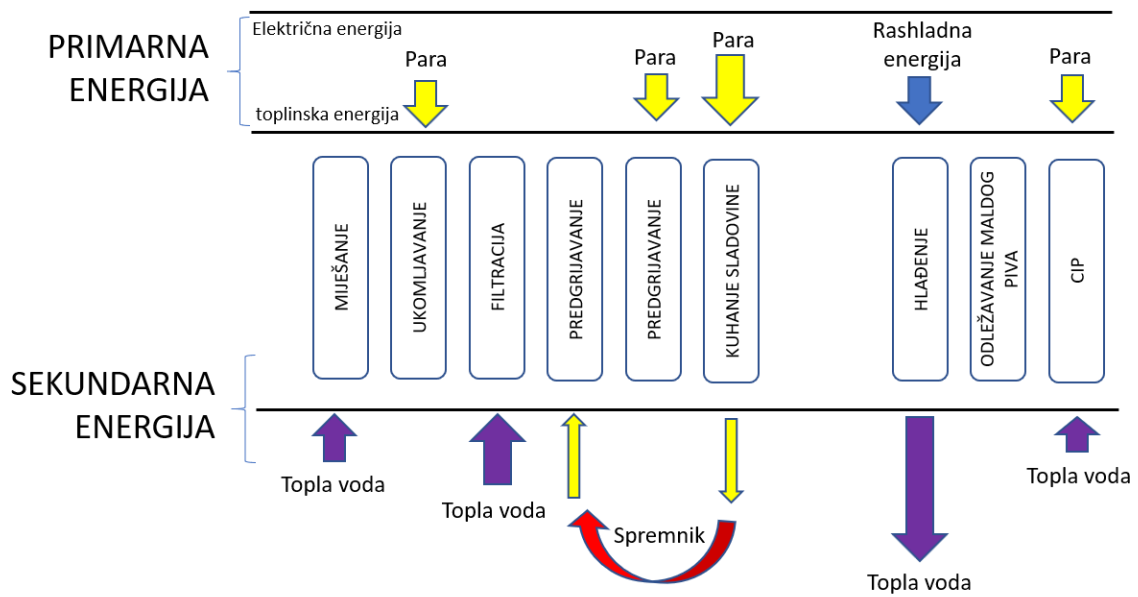 PRIMARNA
ENERGIJA
Električna energija
toplinska energija
Para
Para
Para
Rashladna
energija
Para
MIJEŠANJE
UKOMLJAVANJE
FILTRACIJA
PREDGRIJAVANJE
PREDGRIJAVANJE
KUHANJE SLADOVINE
HLAĐENJE
ODLEŽAVANJE MALDOG
PIVA
CIP
SEKUNDARNA
ENERGIJA
Topla voda
Topla voda
Spremnik
Topla voda
Topla voda